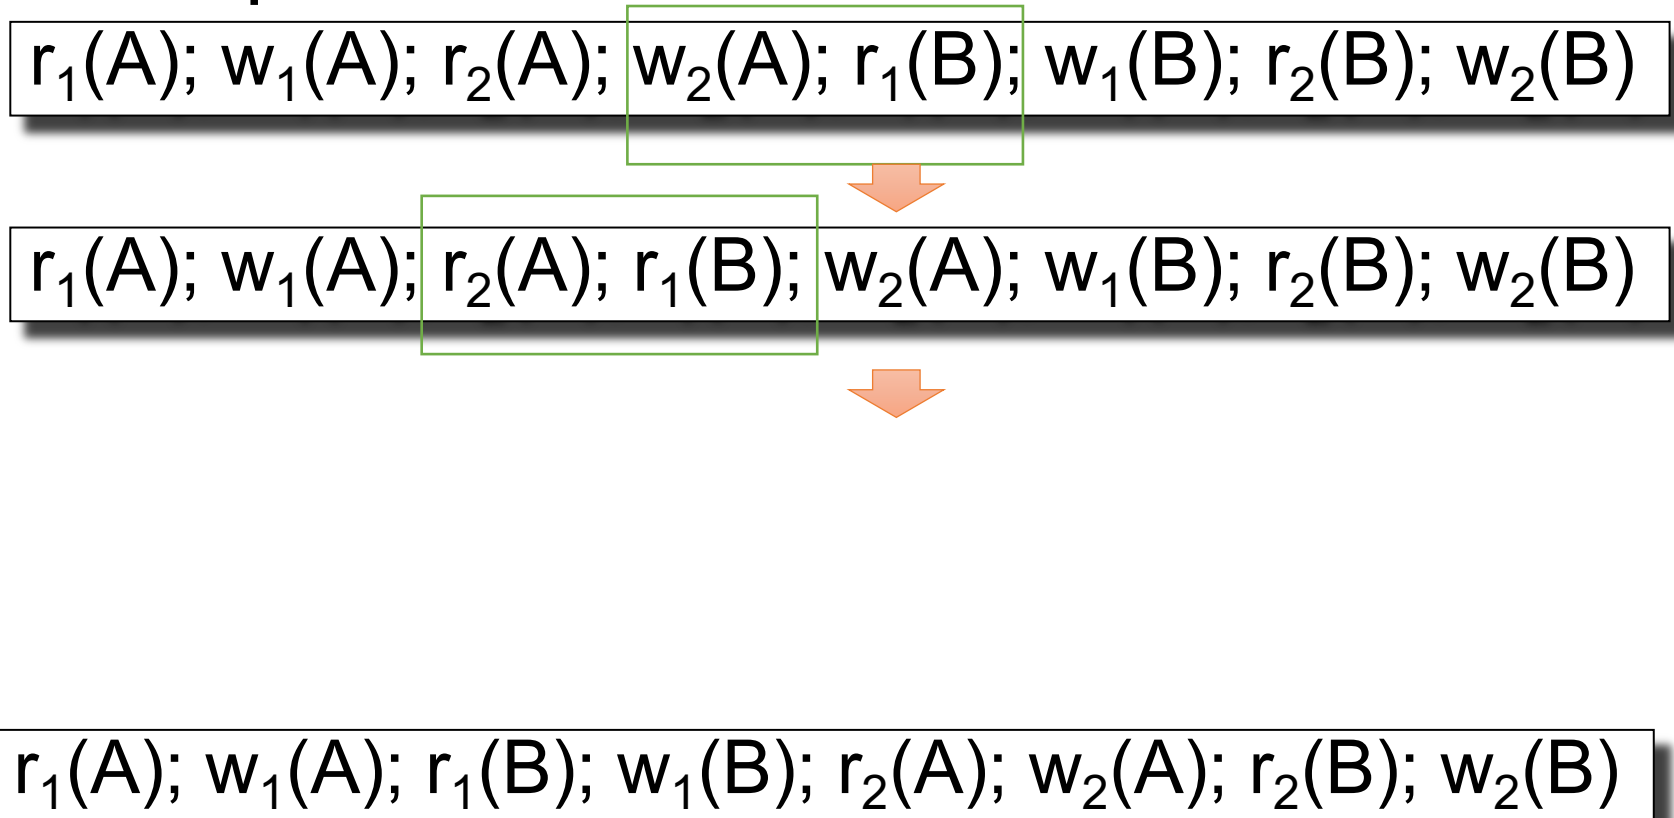 r₁(A); w₁(A); r₂(A); w₂(A); r₁(B); w₁(B); r₂(B); w₂(B)
r₁(A); w₁(A); r₂(A); r₁(B); w₂(A); w₁(B); r₂(B); w₂(B)
r₁(A); w₁(A); r₁(B); w₁(B); r₂(A); w₂(A); r₂(B); w₂(B)